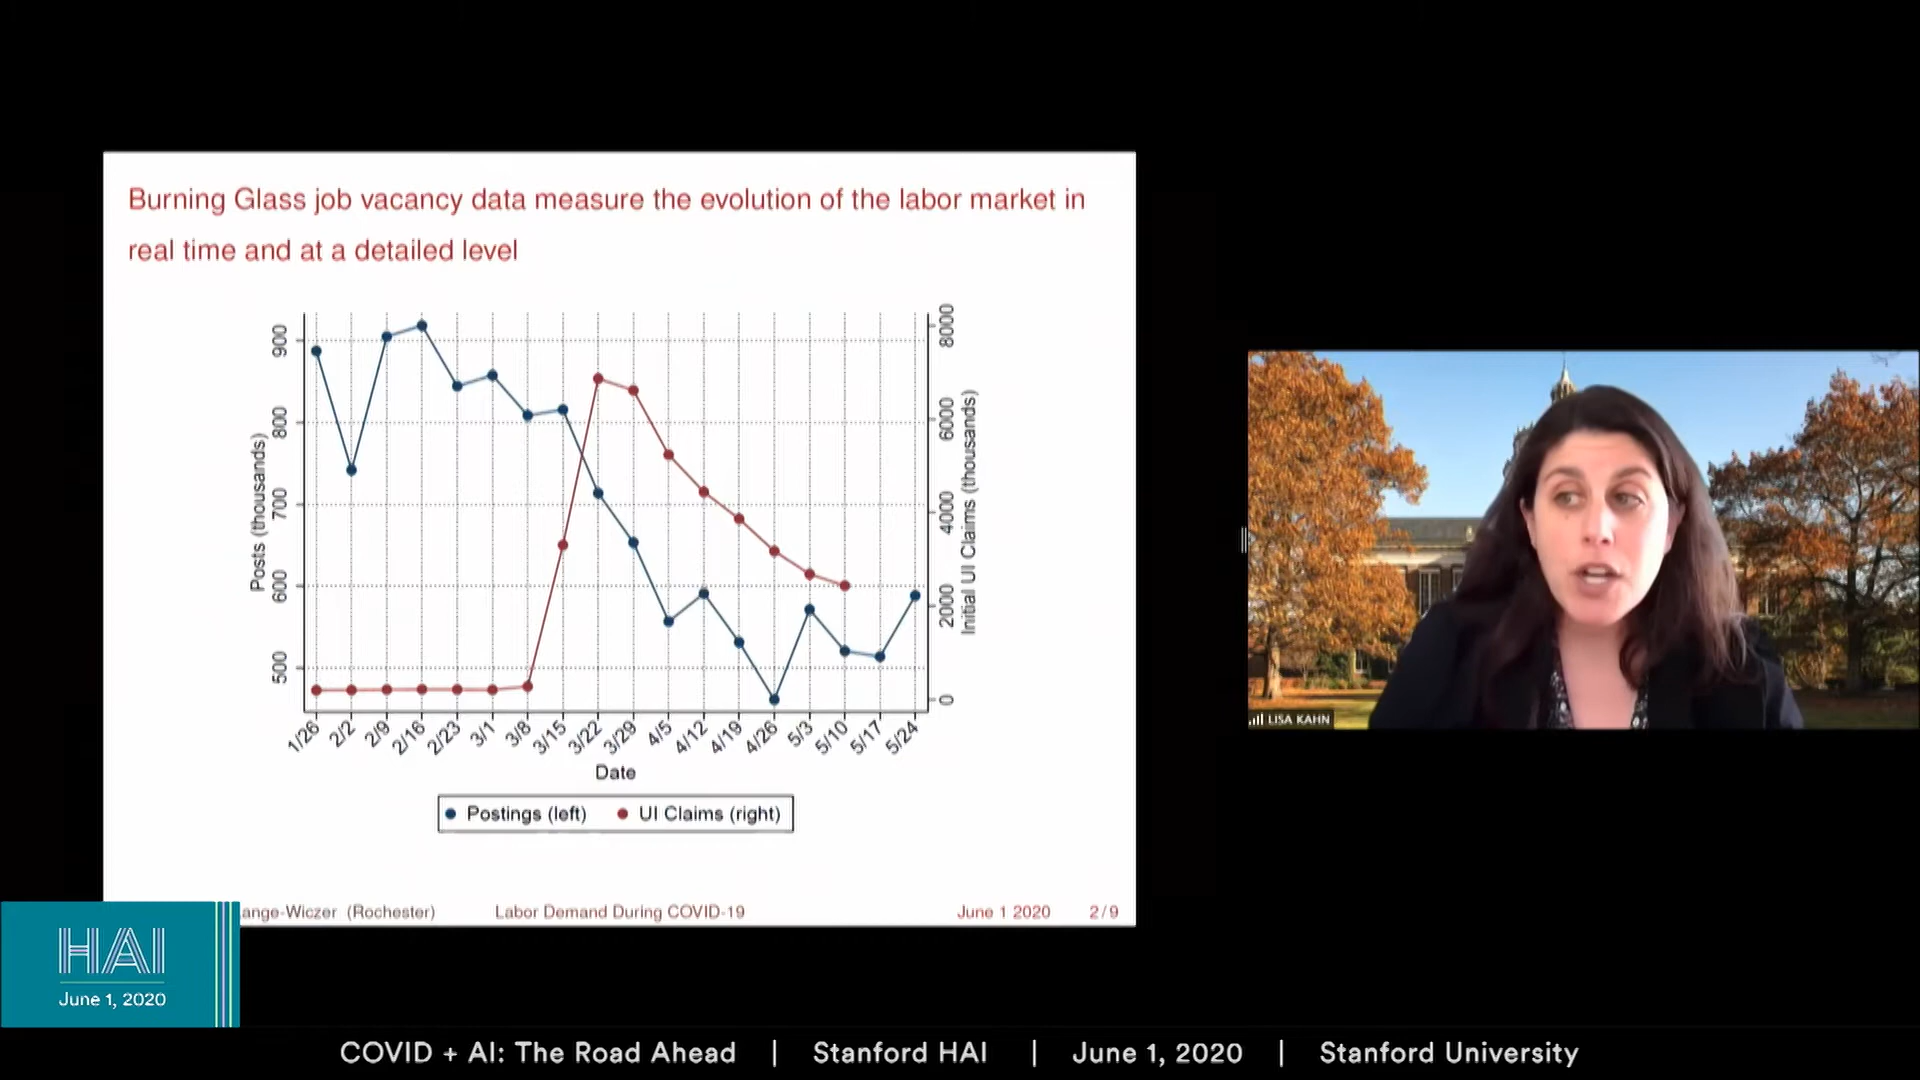 Burning Glass job vacancy data measure the evolution of the labor market in
real time and at a detailed level
900
800
700
600
500
Posts (thousands)
8000
6000
4000
2000
0
Initial UI Claims (thousands)
1/26 2/2 2/9 2/16 2/23 3/1 3/8 3/15 3/22 3/29 4/5 4/12 4/19 4/26 5/3 5/10 5/17 5/24
Date
Postings (left) UI Claims (right)
ange-Wiczer (Rochester) Labor Demand During COVID-19 June 1 2020 2/9
LISA KAHN
HAI
June 1, 2020
COVID + AI: The Road Ahead | Stanford HAI | June 1, 2020 | Stanford University